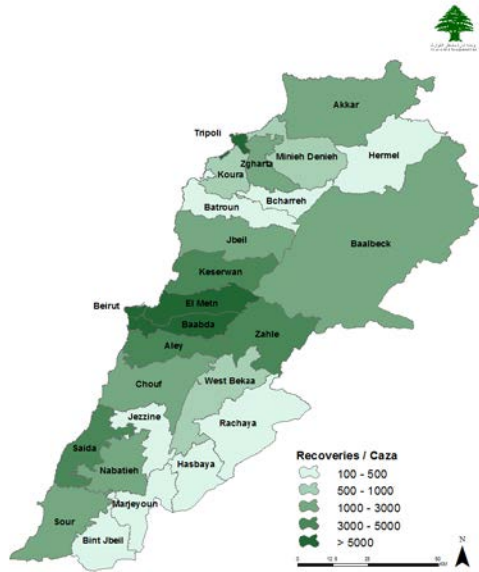 Akkar
Tripoli
Minieh Denieh
Hermel
Zgharta
Koura
Bcharreh
Batroun
Jbeil
Baalbeck
Keserwan
El Metn
Beirut
Baabda
Zahle
Aley
Chouf
West Bekaa
Jezzine
Rachaya
Saida
Hasbaya
Nabatieh
Marjeyoun
Sour
Bint Jbeil
Recoveries / Caza
100 - 500
500 - 1000
1000 - 3000
3000 - 5000
> 5000
N